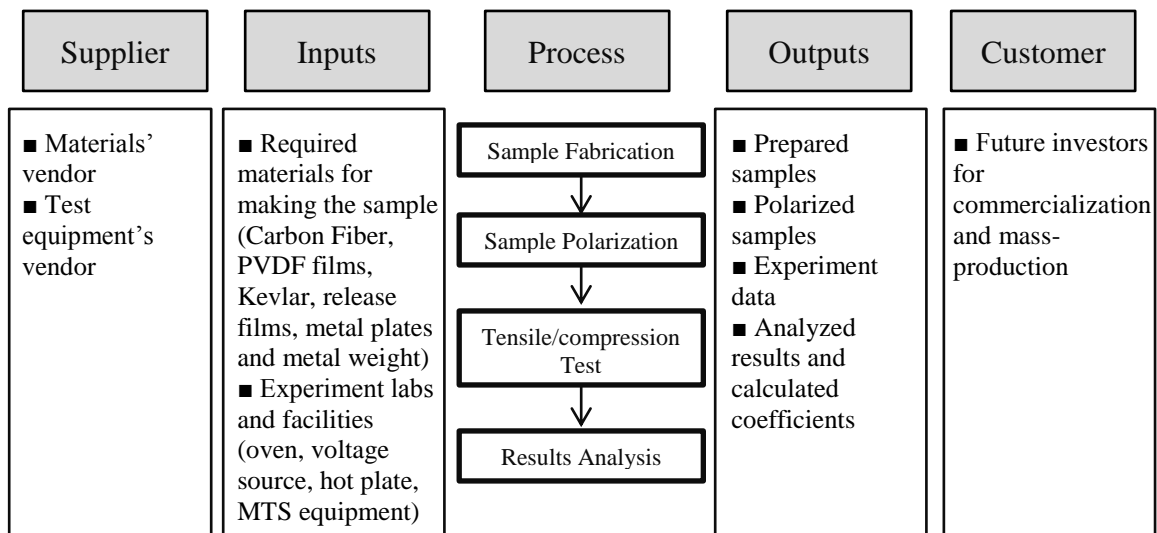 Supplier
Inputs
Process
Outputs
Customer
■ Materials’
vendor
■ Test
equipment’s
vendor
■ Required
materials for
making the sample
(Carbon Fiber,
PVDF films,
Kevlar, release
films, metal plates
and metal weight)
■ Experiment labs
and facilities
(oven, voltage
source, hot plate,
MTS equipment)
Sample Fabrication
Sample Polarization
Tensile/compression
Test
Results Analysis
■ Prepared
samples
■ Polarized
samples
■ Experiment
data
■ Analyzed
results and
calculated
coefficients
■ Future investors
for
commercialization
and mass-
production